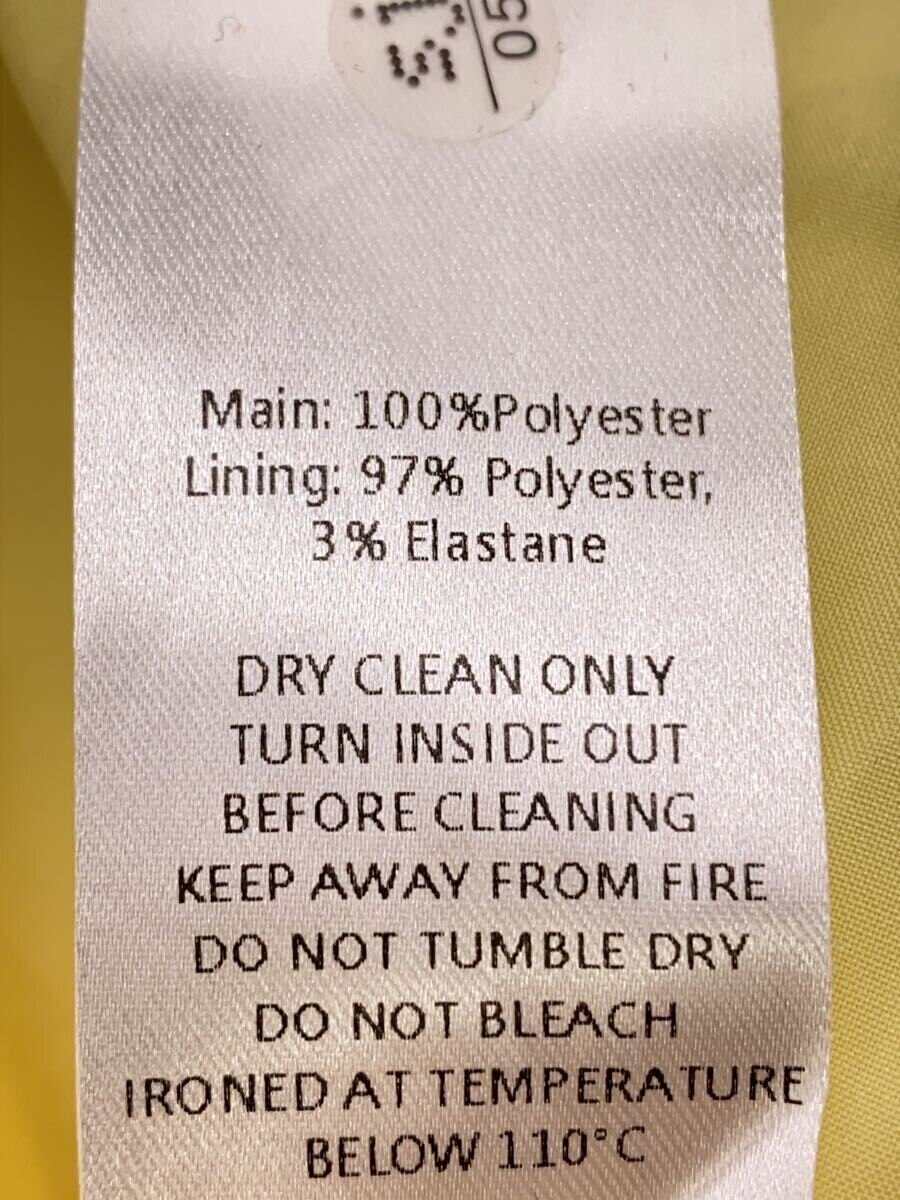 05
Main: 100%Polyester
Lining: 97% Polyester,
3% Elastane
DRY CLEAN ONLY
TURN INSIDE OUT
BEFORE CLEANING
KEEP AWAY FROM FIRE
DO NOT TUMBLE DRY
DO NOT BLEACH
IRONED AT TEMPERATURE
BELOW 110°C